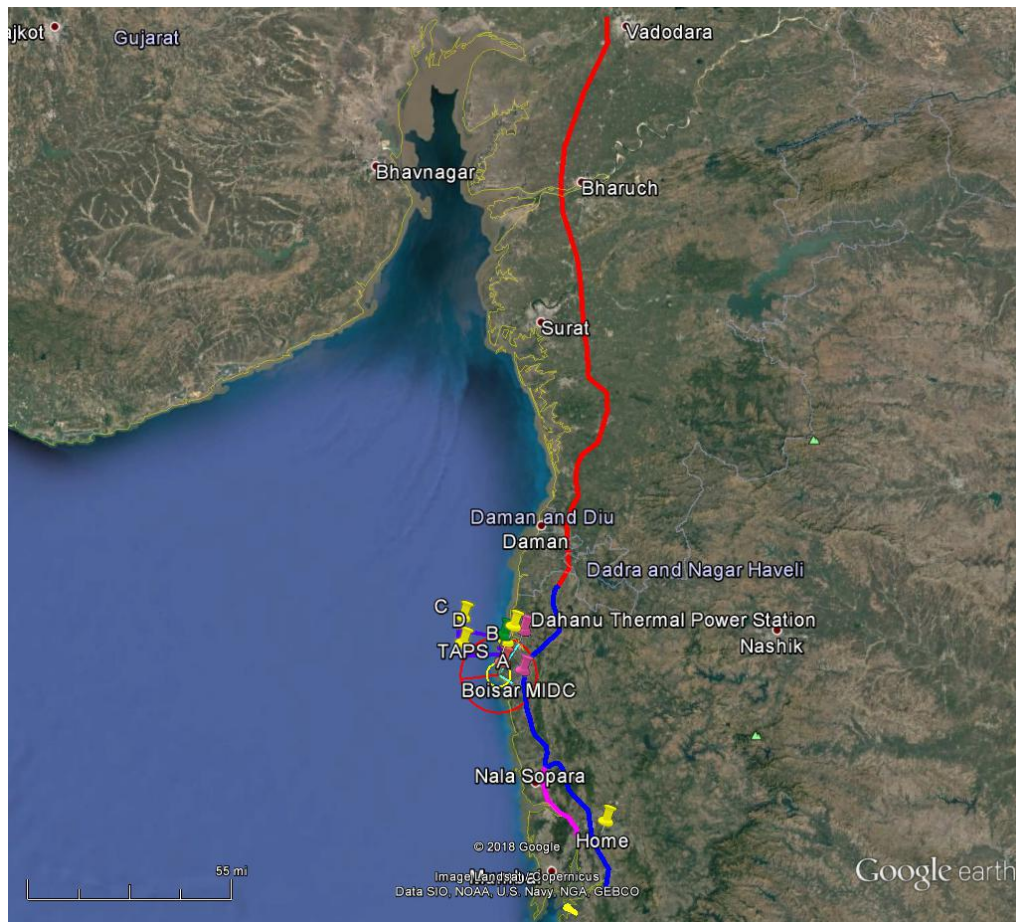 ajkot
Gujarat
Vadodara
Bhavnagar
Bharuch
Surat
Daman and Diu
Daman
Dadra and Nagar Haveli
C
D
B
Dahanu Thermal Power Station
TAPS
A
Nashik
Boisar MIDC
Nala Sopara
Home
© 2018 Google
55 mi
Image Landsat / Copernicus
Data SIO, NOAA, U.S. Navy, NGA, GEBCO
Google earth